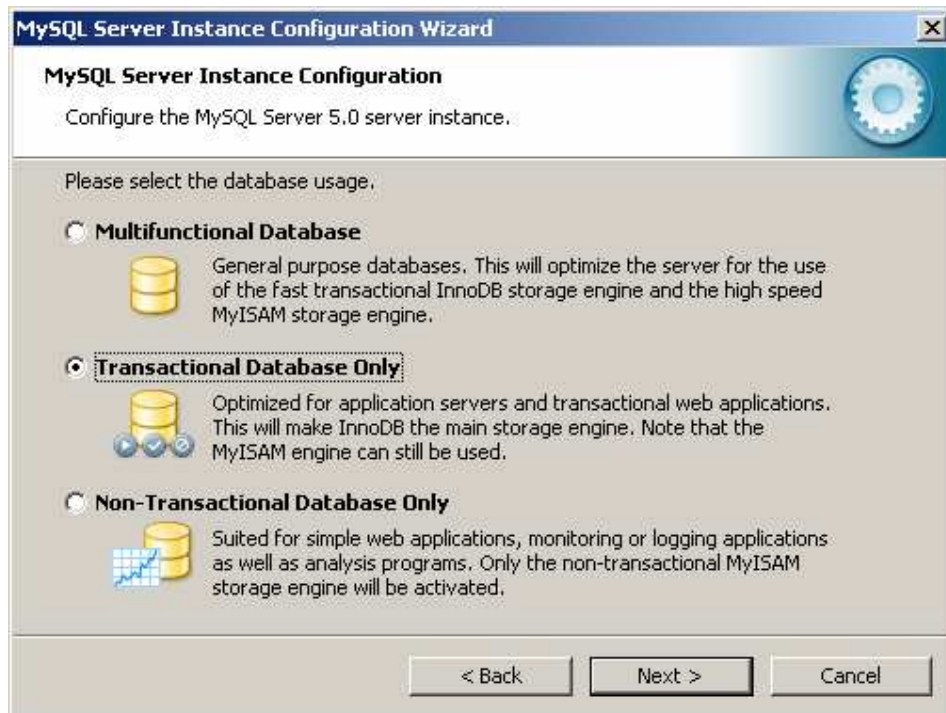 MySQL Server Instance Configuration Wizard
MySQL Server Instance Configuration
Configure the MySQL Server 5.0 server instance.
Please select the database usage.
Multifunctional Database
General purpose databases. This will optimize the server for the use
of the fast transactional InnoDB storage engine and the high speed
MyISAM storage engine.
Transactional Database Only
Optimized for application servers and transactional web applications.
This will make InnoDB the main storage engine. Note that the
MyISAM engine can still be used.
Non-Transactional Database Only
Suited for simple web applications, monitoring or logging applications
as well as analysis programs. Only the non-transactional MyISAM
storage engine will be activated.
< Back
Next >
Cancel